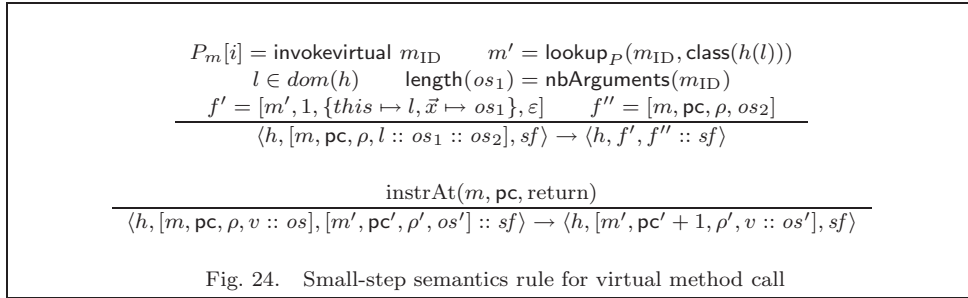 P_m[i] = invokevirtual m_ID m′ = lookup_P(m_ID, class(h(l)))
l ∈ dom(h) length(os_1) = nbArguments(m_ID)
f′ = [m′, 1, {this ↦ l, x⃗ ↦ os_1}, ε] f″ = [m, pc, ρ, os_2]
⟨h, [m, pc, ρ, l :: os_1 :: os_2], sf⟩ → ⟨h, f′, f″ :: sf⟩
instrAt(m, pc, return)
⟨h, [m, pc, ρ, v :: os], [m′, pc′, ρ′, os′] :: sf⟩ → ⟨h, [m′, pc′ + 1, ρ′, v :: os′], sf⟩
Fig. 24. Small-step semantics rule for virtual method call